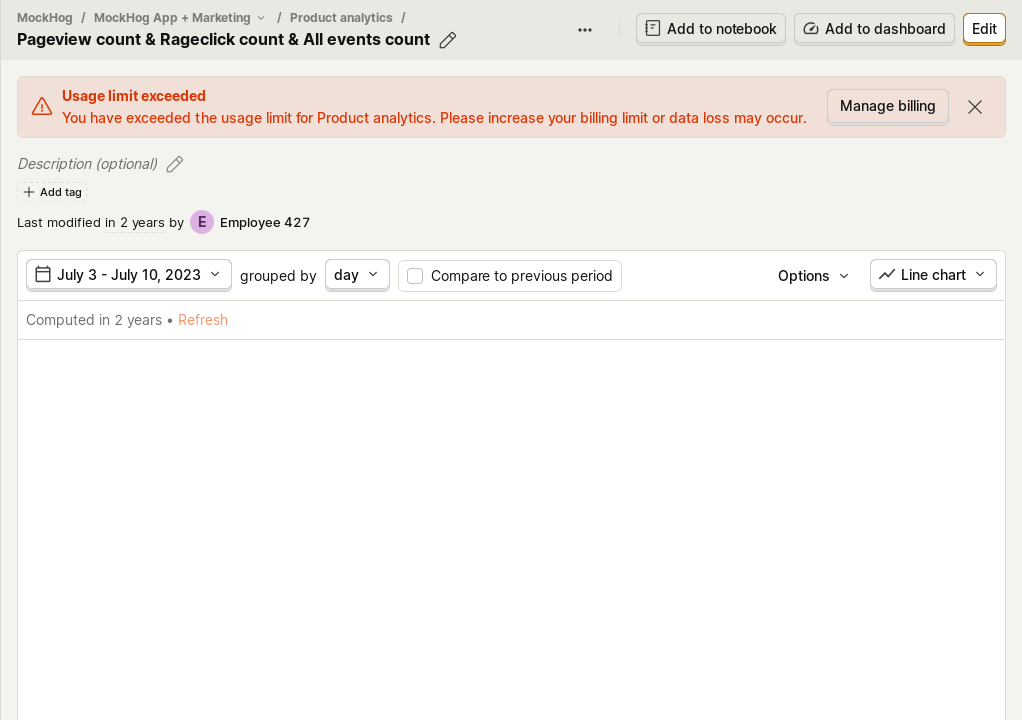 MockHog / MockHog App + Marketing / Product analytics /
Pageview count & Rageclick count & All events count
Add to notebook
Add to dashboard
Edit
Usage limit exceeded
You have exceeded the usage limit for Product analytics. Please increase your billing limit or data loss may occur.
Manage billing
Description (optional)
Add tag
Last modified in 2 years by E Employee 427
July 3 - July 10, 2023 grouped by day Compare to previous period Options Line chart
Computed in 2 years • Refresh